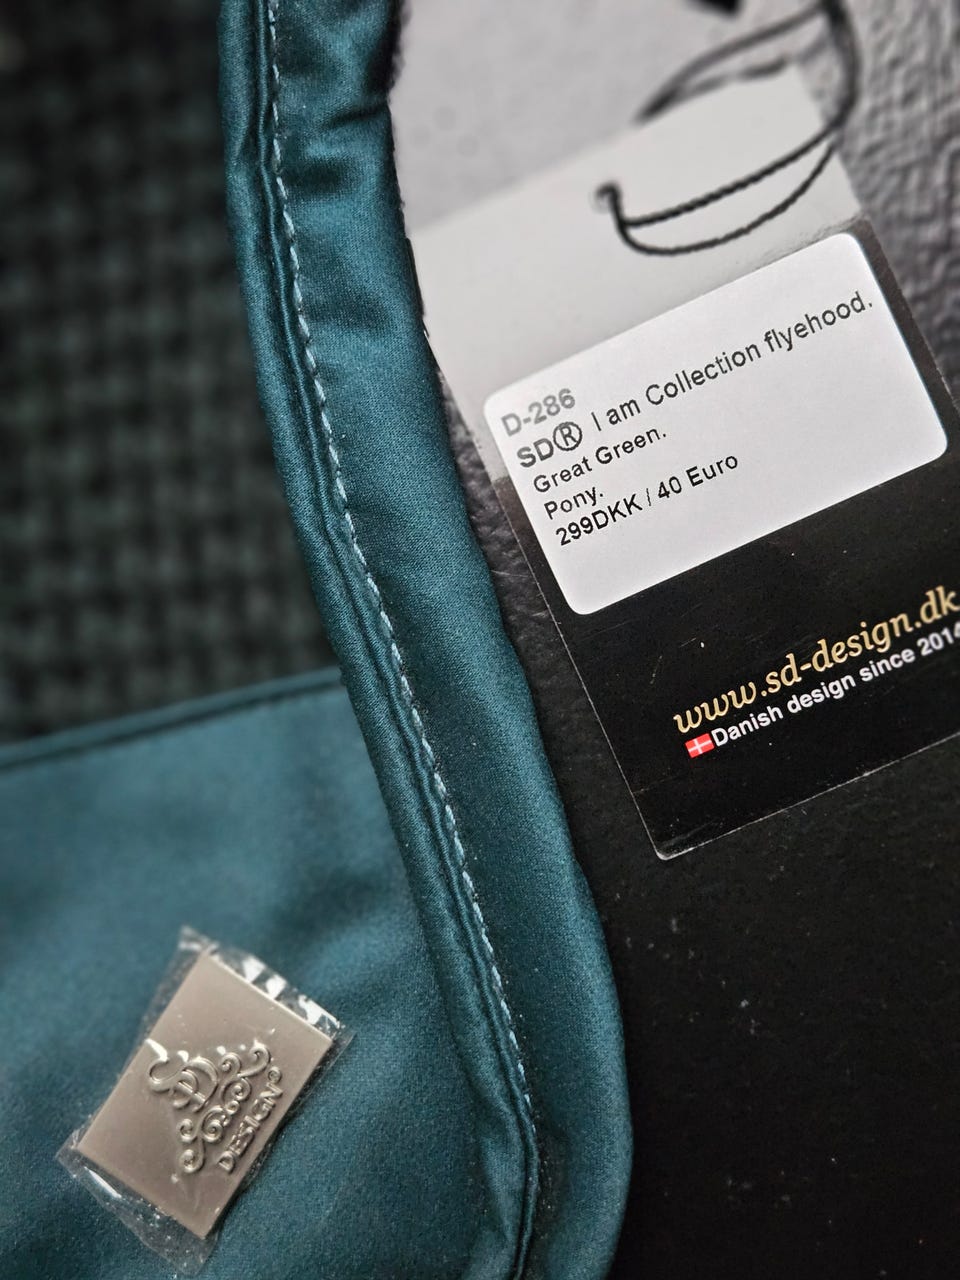 D-286
SD® I am Collection flyehood.
Great Green.
Pony.
299DKK / 40 Euro
www.sd-design.dk
Danish design since 2014
SD
DESIGN®